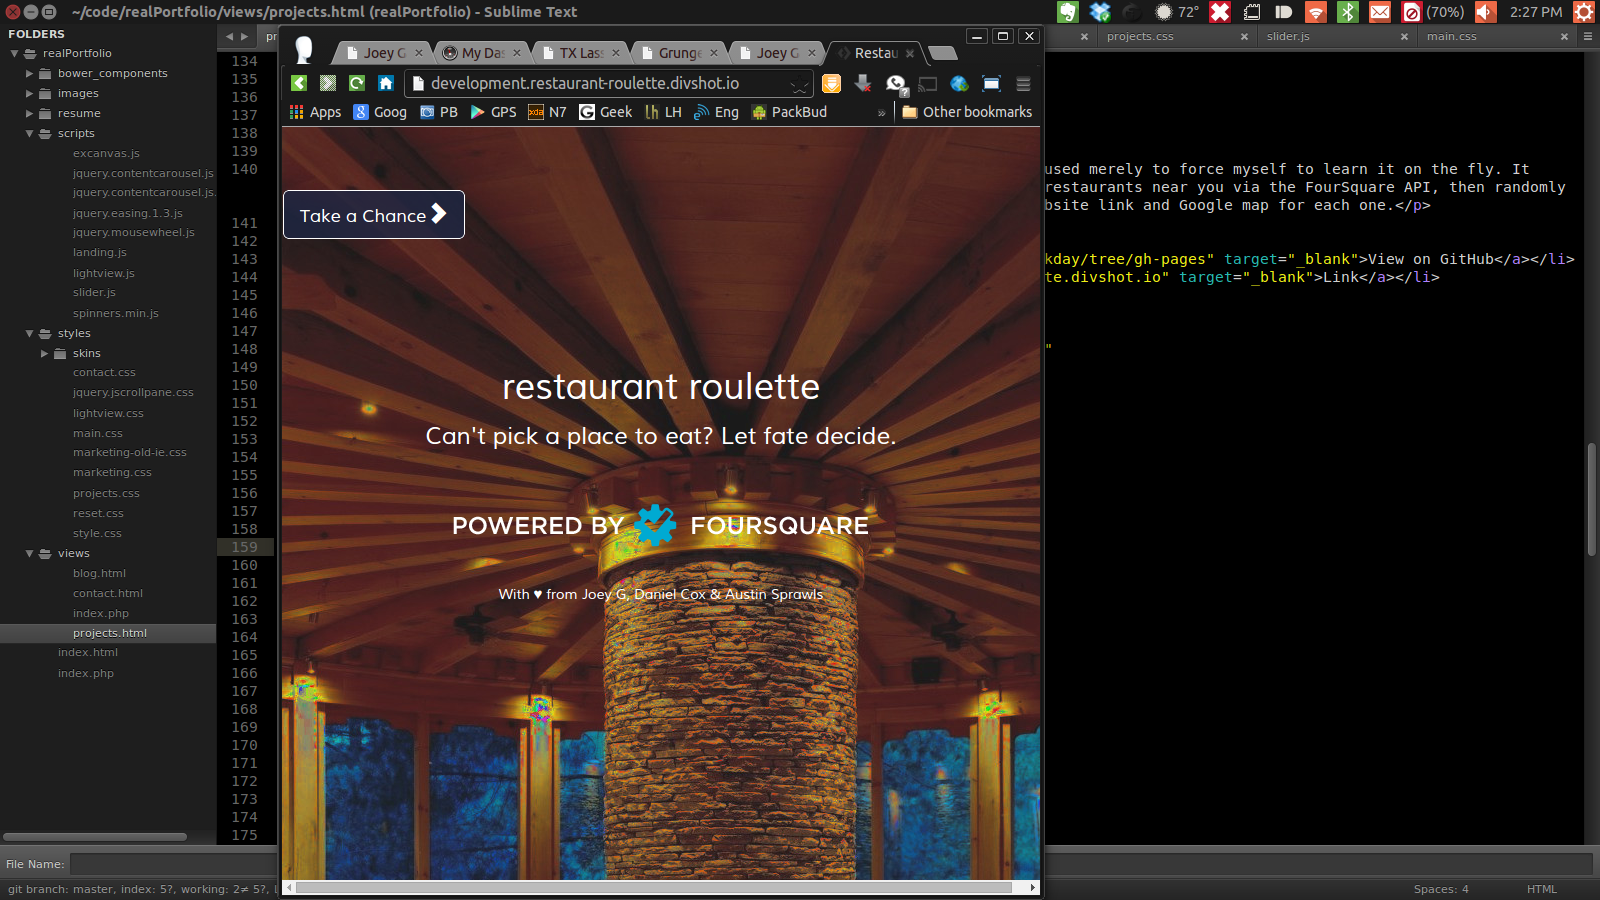 ~/code/realPortfolio/views/projects.html (realPortfolio) - Sublime Text
72°
(70%)
2:27 PM
FOLDERS
realPortfolio
bower_components
images
resume
scripts
excanvas.js
jquery.contentcarousel.js
jquery.contentcarousel.js.
jquery.easing.1.3.js
jquery.mousewheel.js
landing.js
lightview.js
slider.js
spinners.min.js
styles
skins
contact.css
jquery.jscrollpane.css
lightview.css
main.css
marketing-old-ie.css
marketing.css
projects.css
reset.css
style.css
views
blog.html
contact.html
index.php
projects.html
index.html
index.php
File Name:
git branch: master, index: 5?, working: 2≠ 5?,
134
135
136
137
138
139
140
141
142
143
144
145
146
147
148
149
150
151
152
153
154
155
156
157
158
159
160
161
162
163
164
165
166
167
168
169
170
171
172
173
174
175
Joey G
My Das
TX Lass
Grunge
Joey G
Restau
development.restaurant-roulette.divshot.io
Apps
Goog
PB
GPS
N7
Geek
LH
Eng
PackBud
»
Other bookmarks
Take a Chance
restaurant roulette
Can't pick a place to eat? Let fate decide.
POWERED BY FOURSQUARE
With ♥ from Joey G, Daniel Cox & Austin Sprawls
projects.css
slider.js
main.css
used merely to force myself to learn it on the fly. It
restaurants near you via the FourSquare API, then randomly
bsite link and Google map for each one.</p>
kday/tree/gh-pages" target="_blank">View on GitHub</a></li>
te.divshot.io" target="_blank">Link</a></li>
"
Spaces: 4
HTML